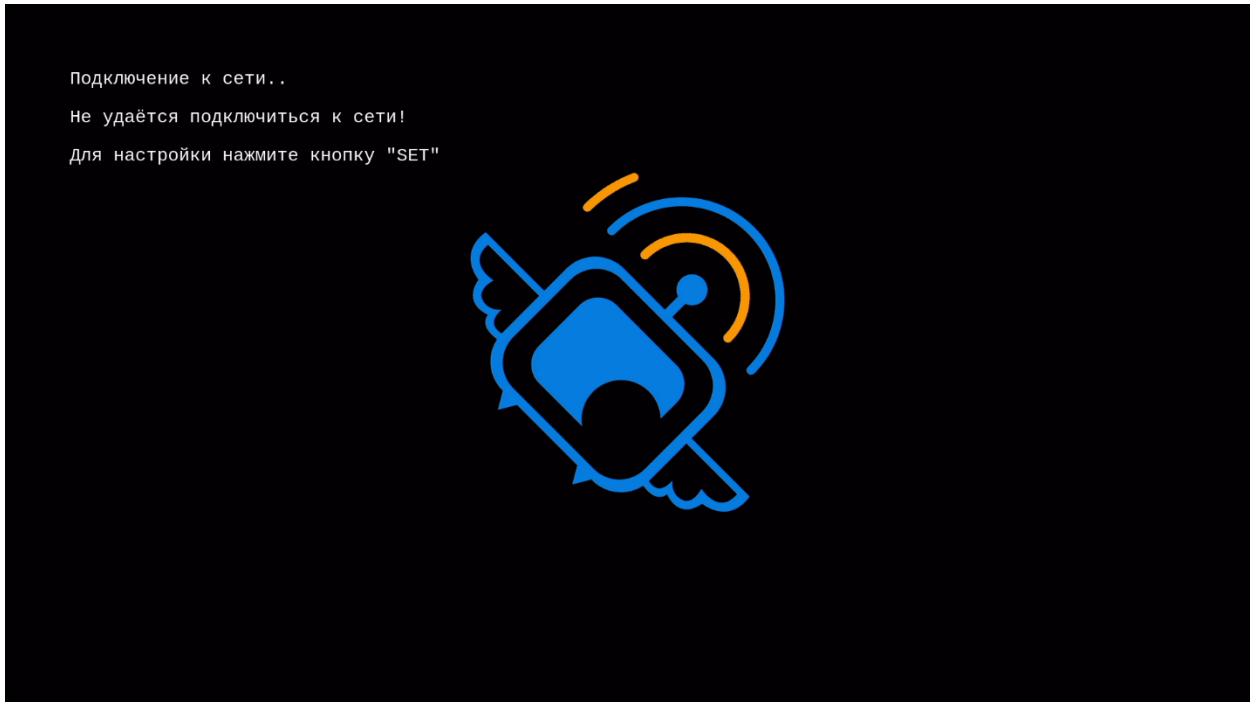 Подключение к сети..
Не удаётся подключиться к сети!
Для настройки нажмите кнопку "SET"